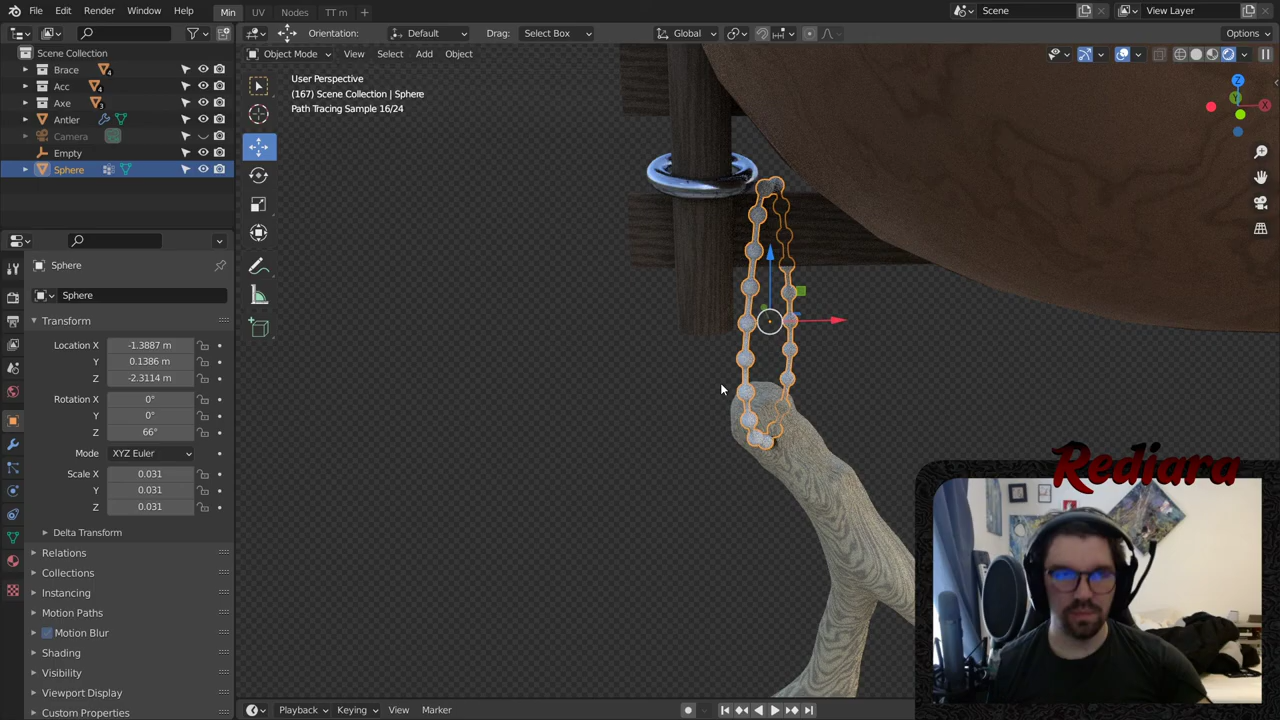 File Edit Render Window Help Min UV Nodes TT m + Scene View Layer
Orientation: Default Drag: Select Box Global Options
Scene Collection
Brace 4
Acc 4
Axe 3
Antler
Camera
Empty
Sphere
Object Mode View Select Add Object
User Perspective
(167) Scene Collection | Sphere
Path Tracing Sample 16/24
Z
Y
X
Sphere
Sphere
Transform
Location X -1.3887 m
Y 0.1386 m
Z -2.3114 m
Rotation X 0°
Y 0°
Z 66°
Mode XYZ Euler
Scale X 0.031
Y 0.031
Z 0.031
Delta Transform
Relations
Collections
Instancing
Motion Paths
Motion Blur
Shading
Visibility
Viewport Display
Custom Properties
Playback Keying View Marker
Rediara